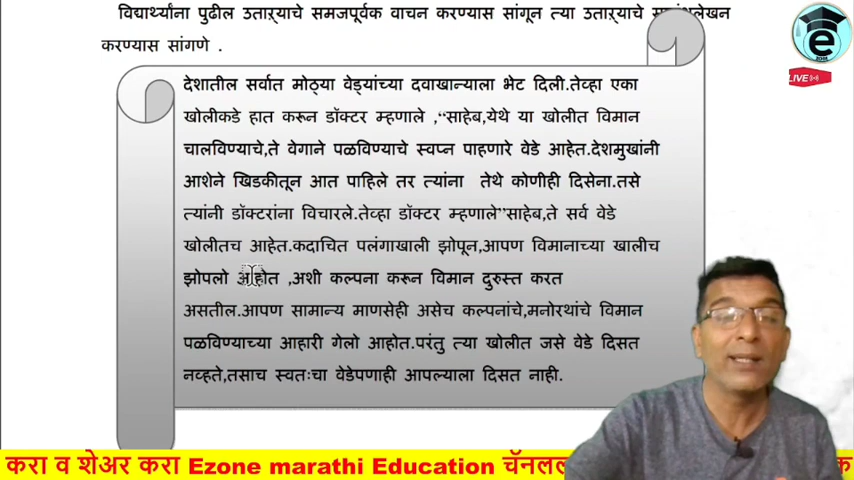 विद्यार्थ्यांना पुढील उताऱ्याचे समजपूर्वक वाचन करण्यास सांगून त्या उताऱ्याचे
करण्यास सांगणे .
देशातील सर्वात मोठ्या वेड्यांच्या दवाखान्याला भेट दिली.तेव्हा एका
खोलीकडे हात करून डॉक्टर म्हणाले ,“साहेब,येथे या खोलीत विमान
चालविण्याचे,ते वेगाने पळविण्याचे स्वप्न पाहणारे वेडे आहेत.देशमुखांनी
आशेने खिडकीतून आत पाहिले तर त्यांना तेथे कोणीही दिसेना.तसे
त्यांनी डॉक्टरांना विचारले.तेव्हा डॉक्टर म्हणाले”साहेब,ते सर्व वेडे
खोलीतच आहेत.कदाचित पलंगाखाली झोपून,आपण विमानाच्या खालीच
झोपलो आहोत ,अशी कल्पना करून विमान दुरुस्त करत
असतील.आपण सामान्य माणसेही असेच कल्पनांचे,मनोरथांचे विमान
पळविण्याच्या आहारी गेलो आहोत.परंतु त्या खोलीत जसे वेडे दिसत
नव्हते,तसाच स्वतःचा वेडेपणाही आपल्याला दिसत नाही.
e
LIVE
करा व शेअर करा Ezone marathi Education